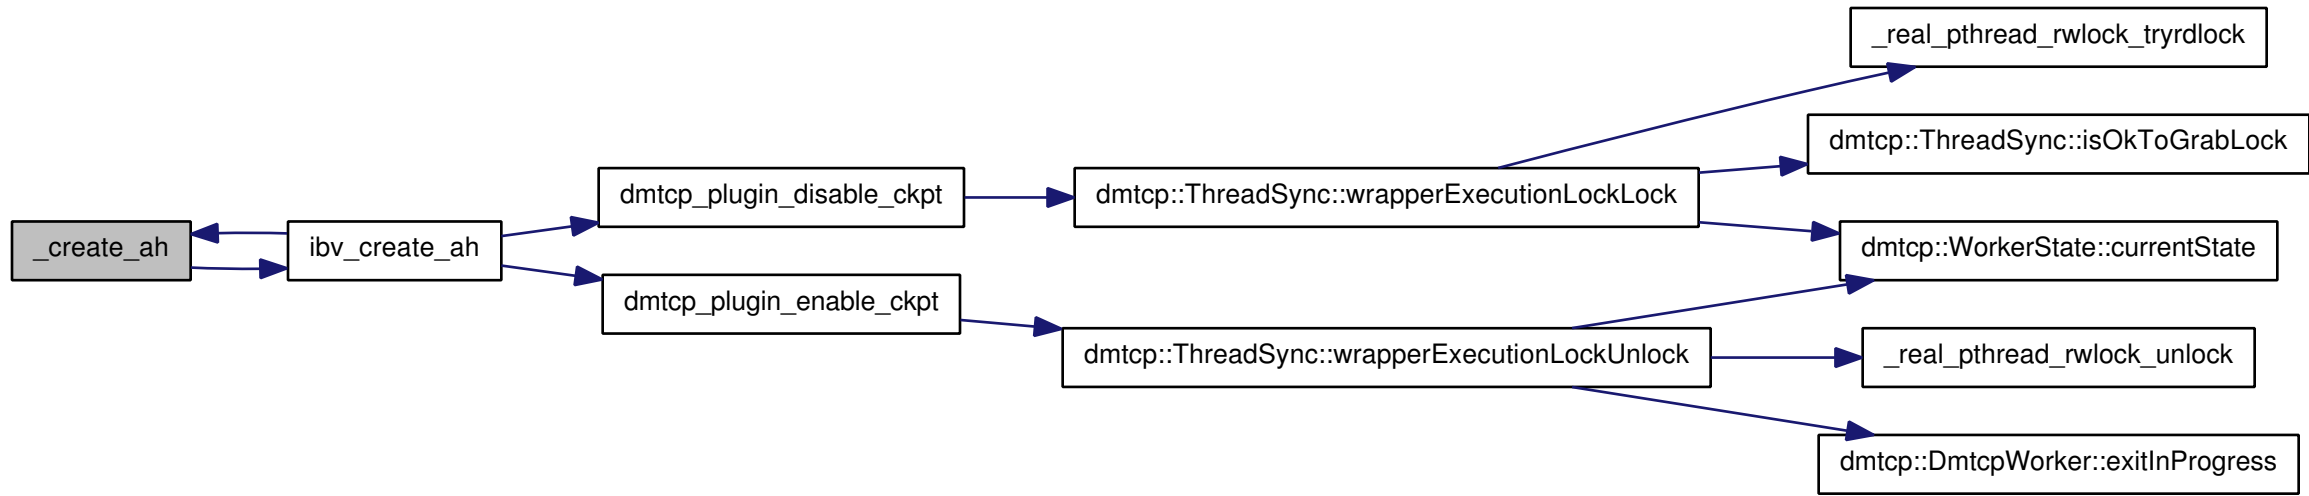 _real_pthread_rwlock_tryrdlock
dmtcp::ThreadSync::isOkToGrabLock
dmtcp_plugin_disable_ckpt
dmtcp::ThreadSync::wrapperExecutionLockLock
_create_ah
ibv_create_ah
dmtcp::WorkerState::currentState
dmtcp_plugin_enable_ckpt
dmtcp::ThreadSync::wrapperExecutionLockUnlock
_real_pthread_rwlock_unlock
dmtcp::DmtcpWorker::exitInProgress